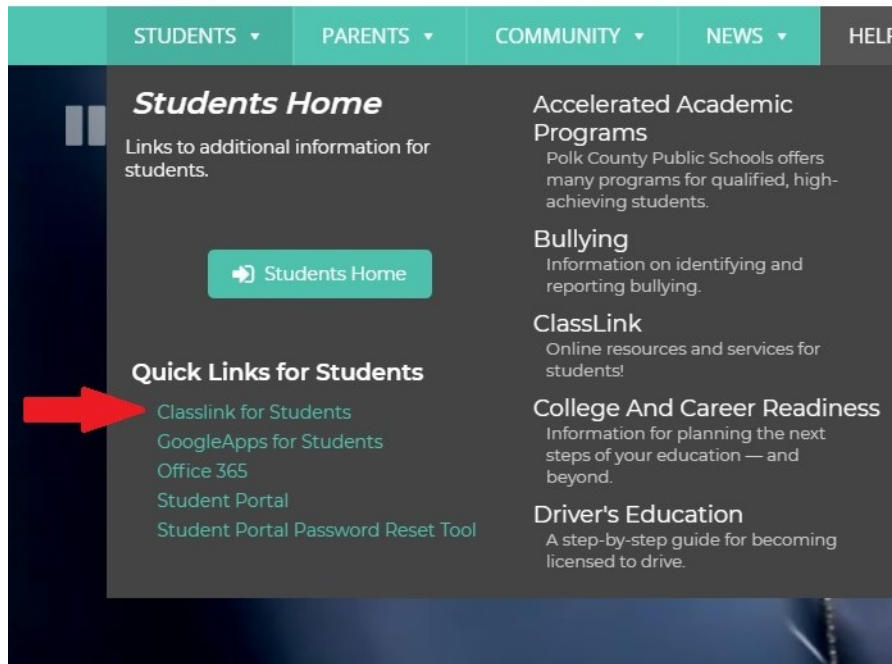 STUDENTS
PARENTS
COMMUNITY
NEWS
HELP
Students Home
Links to additional information for
students.
Students Home
Quick Links for Students
Classlink for Students
GoogleApps for Students
Office 365
Student Portal
Student Portal Password Reset Tool
Accelerated Academic
Programs
Polk County Public Schools offers
many programs for qualified, high-
achieving students.
Bullying
Information on identifying and
reporting bullying.
ClassLink
Online resources and services for
students!
College And Career Readiness
Information for planning the next
steps of your education — and
beyond.
Driver's Education
A step-by-step guide for becoming
licensed to drive.